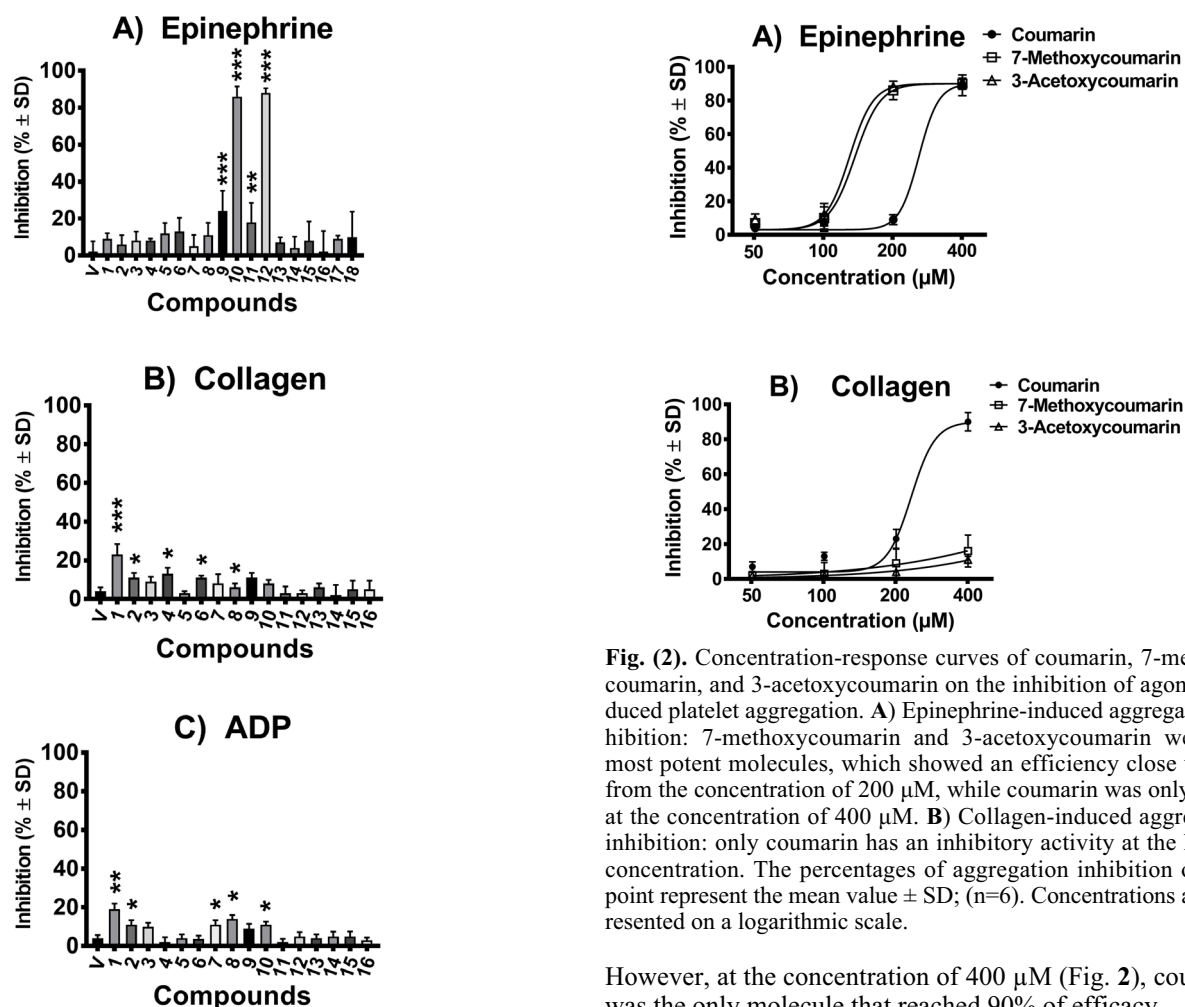 A) Epinephrine
Inhibition (% ± SD)
100
80
60
40
20
0
*** *** ** ***
V 1 2 3 4 5 6 7 8 9 10 11 12 13 14 15 16 17 18
Compounds
B) Collagen
Inhibition (% ± SD)
100
80
60
40
20
0
*** * * * *
V 1 2 3 4 5 6 7 8 9 10 11 12 13 14 15 16
Compounds
C) ADP
Inhibition (% ± SD)
100
80
60
40
20
0
** * * * *
V 1 2 3 4 5 6 7 8 9 10 11 12 13 14 15 16
Compounds
A) Epinephrine
Coumarin
7-Methoxycoumarin
3-Acetoxycoumarin
Inhibition (% ± SD)
100
80
60
40
20
0
50 100 200 400
Concentration (µM)
B) Collagen
Coumarin
7-Methoxycoumarin
3-Acetoxycoumarin
Inhibition (% ± SD)
100
80
60
40
20
0
50 100 200 400
Concentration (µM)
Fig. (2). Concentration-response curves of coumarin, 7-me
coumarin, and 3-acetoxycoumarin on the inhibition of agon
duced platelet aggregation. A) Epinephrine-induced aggrega
hibition: 7-methoxycoumarin and 3-acetoxycoumarin we
most potent molecules, which showed an efficiency close
from the concentration of 200 µM, while coumarin was only
at the concentration of 400 µM. B) Collagen-induced aggre
inhibition: only coumarin has an inhibitory activity at the
concentration. The percentages of aggregation inhibition o
point represent the mean value ± SD; (n=6). Concentrations a
resented on a logarithmic scale.
However, at the concentration of 400 µM (Fig. 2), cou
was the only molecule that reached 90% of efficacy